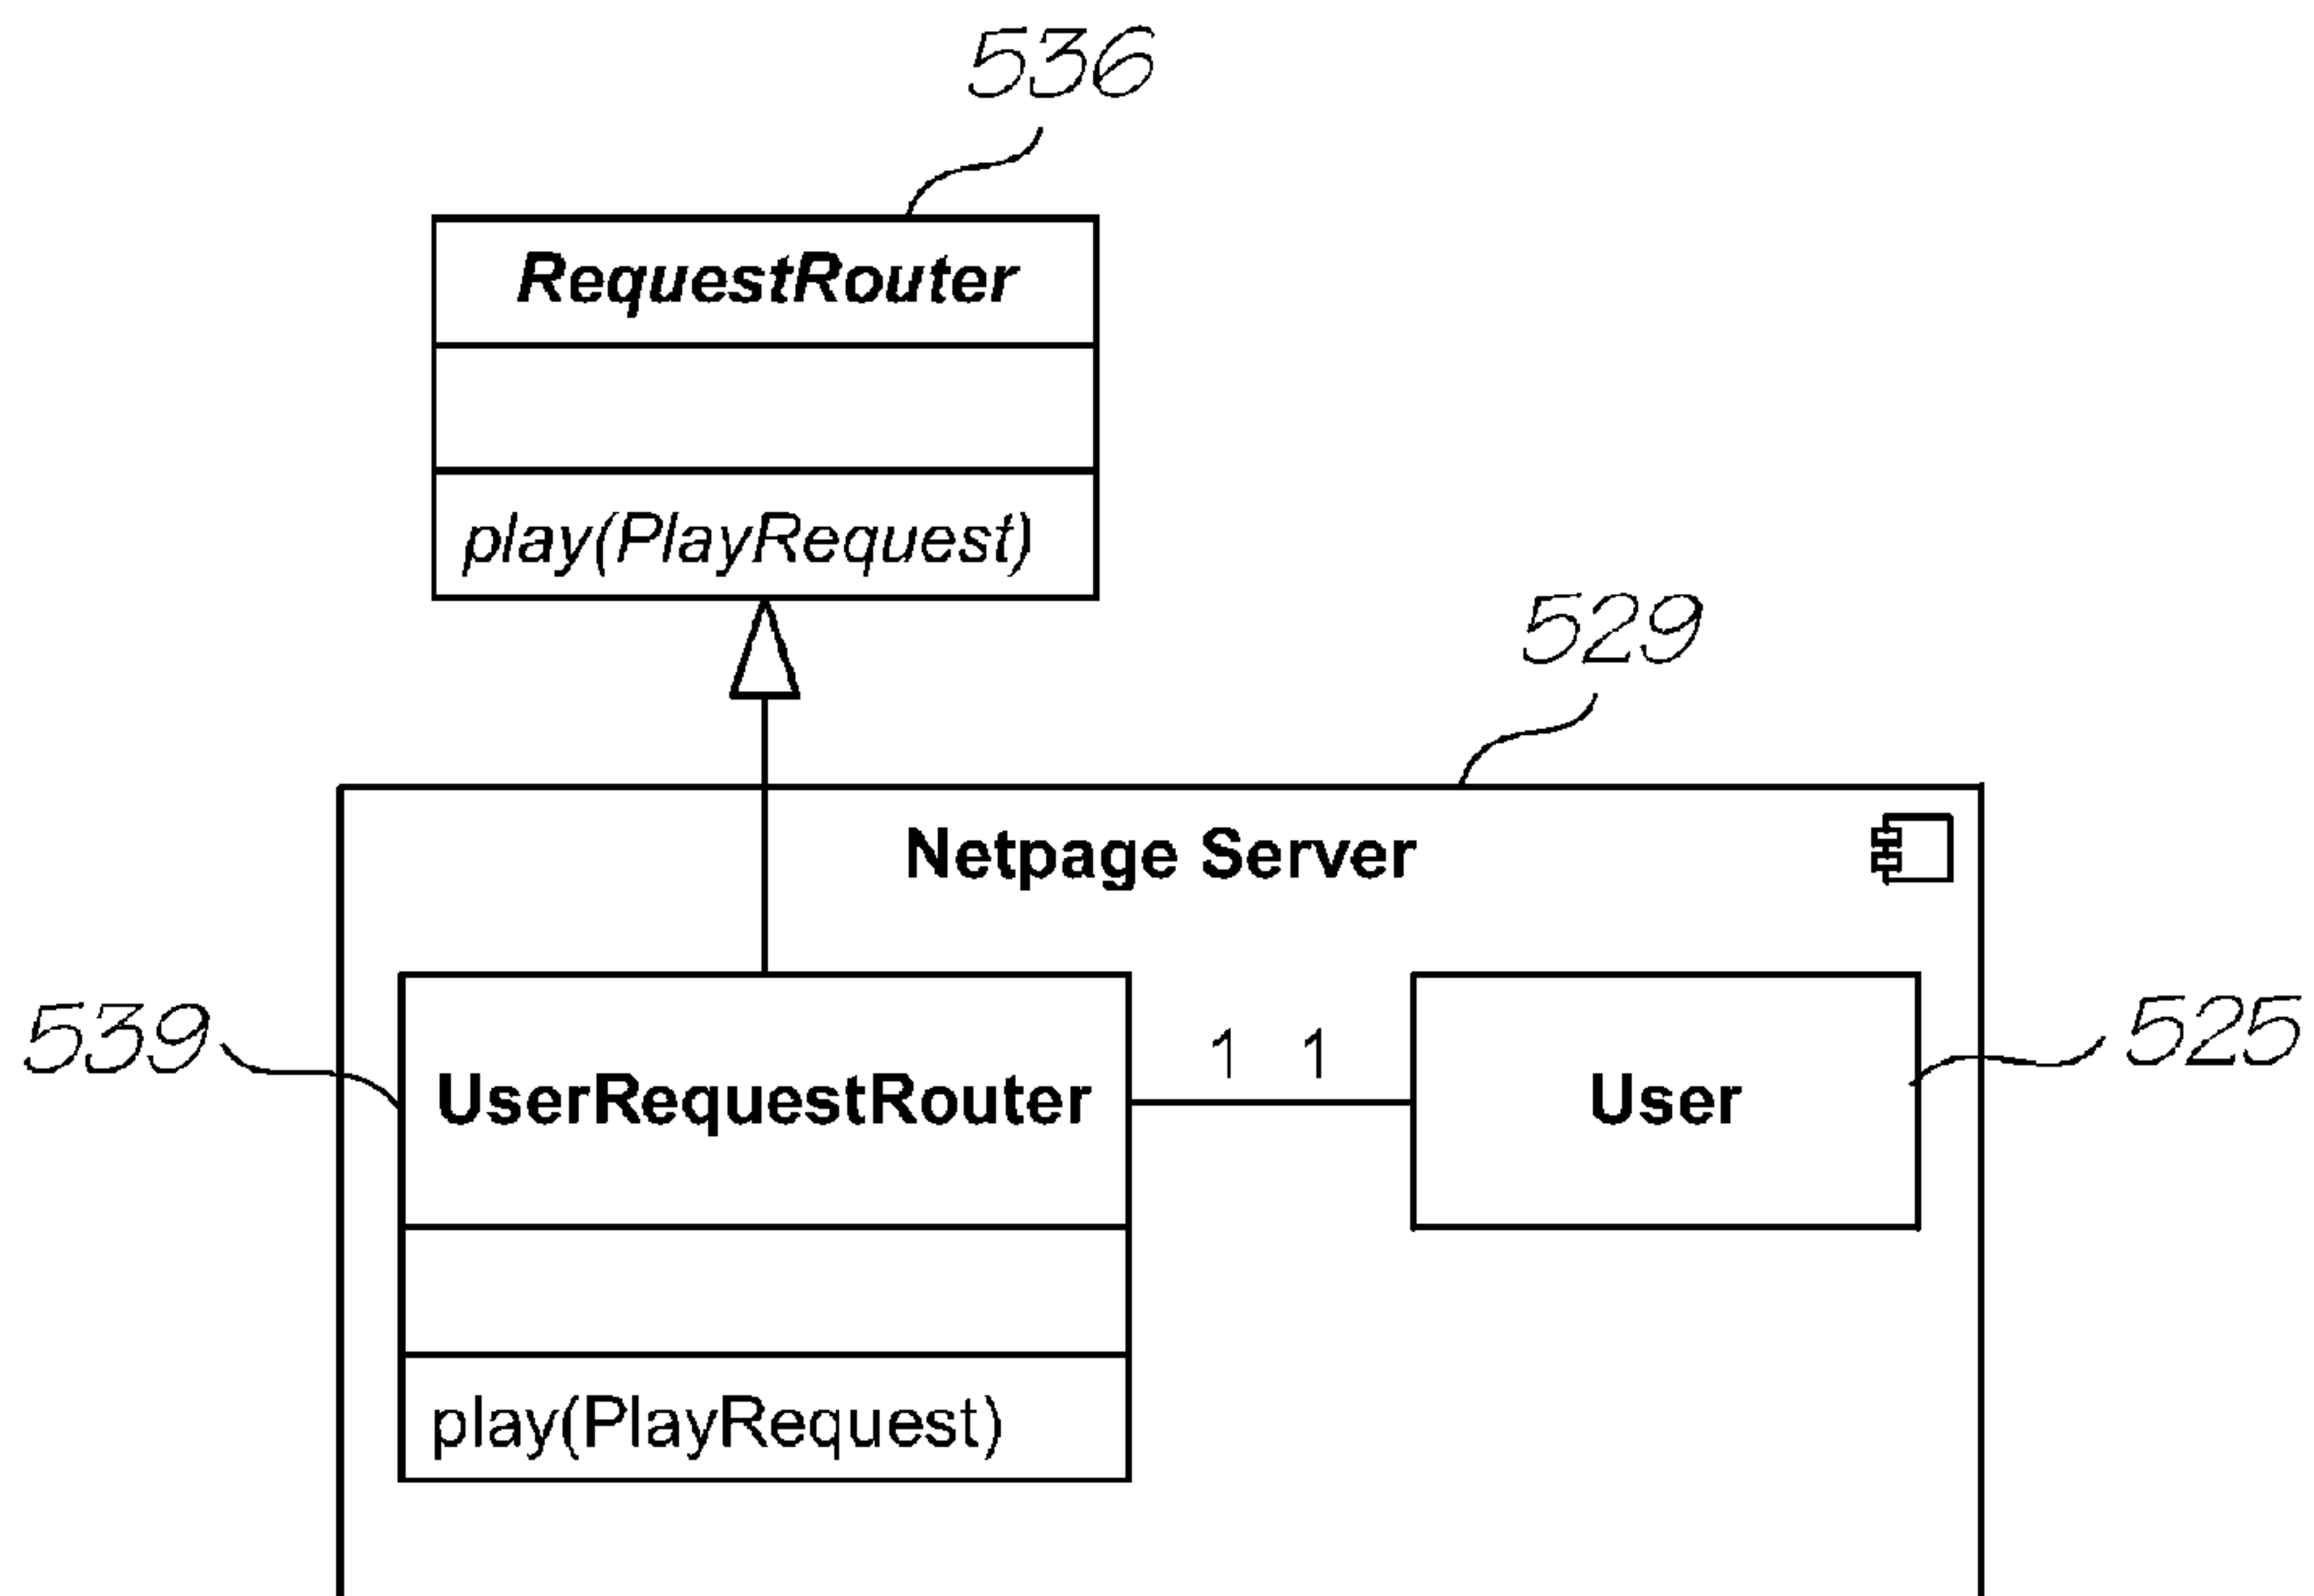 536
RequestRouter
play(PlayRequest)
529
Netpage Server
539
1 1
525
UserRequestRouter
User
play(PlayRequest)